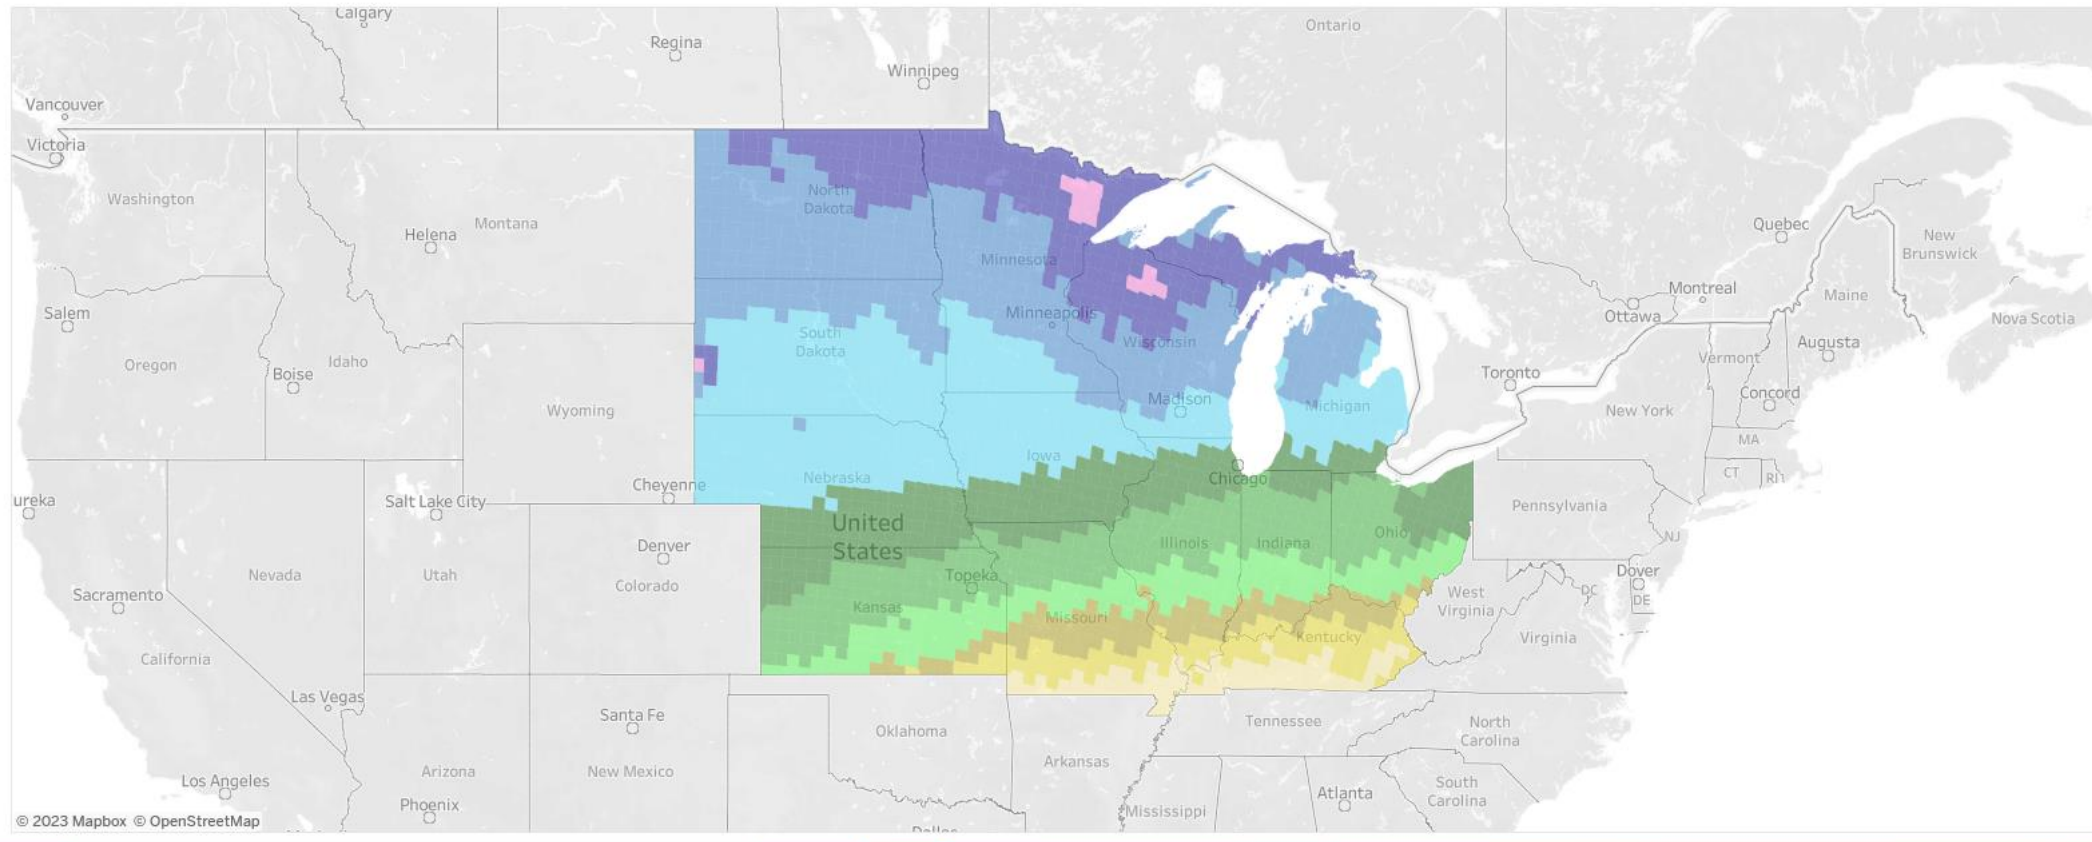 Calgary
Ontario
Regina
Winnipeg
Vancouver
Victoria
Washington
North
Dakota
Montana
Helena
Quebec
New
Brunswick
Minnesota
Montreal
Maine
Salem
Minneapolis
Ottawa
Nova Scotia
South
Dakota
Wisconsin
Augusta
Vermont
Oregon
Idaho
Boise
Toronto
Concord
Wyoming
Madison
Michigan
New York
MA
Iowa
CT
RI
Nebraska
Cheyenne
Chicago
ureka
Salt Lake City
Pennsylvania
United
States
Ohio
NJ
Denver
Illinois
Indiana
Nevada
Utah
Colorado
Topeka
Dover
Sacramento
Kansas
West
Virginia
DC
DE
Missouri
Kentucky
Virginia
California
Las Vegas
Santa Fe
Oklahoma
Tennessee
North
Carolina
Arizona
New Mexico
Arkansas
Los Angeles
South
Carolina
Phoenix
Atlanta
Mississippi
© 2023 Mapbox © OpenStreetMap